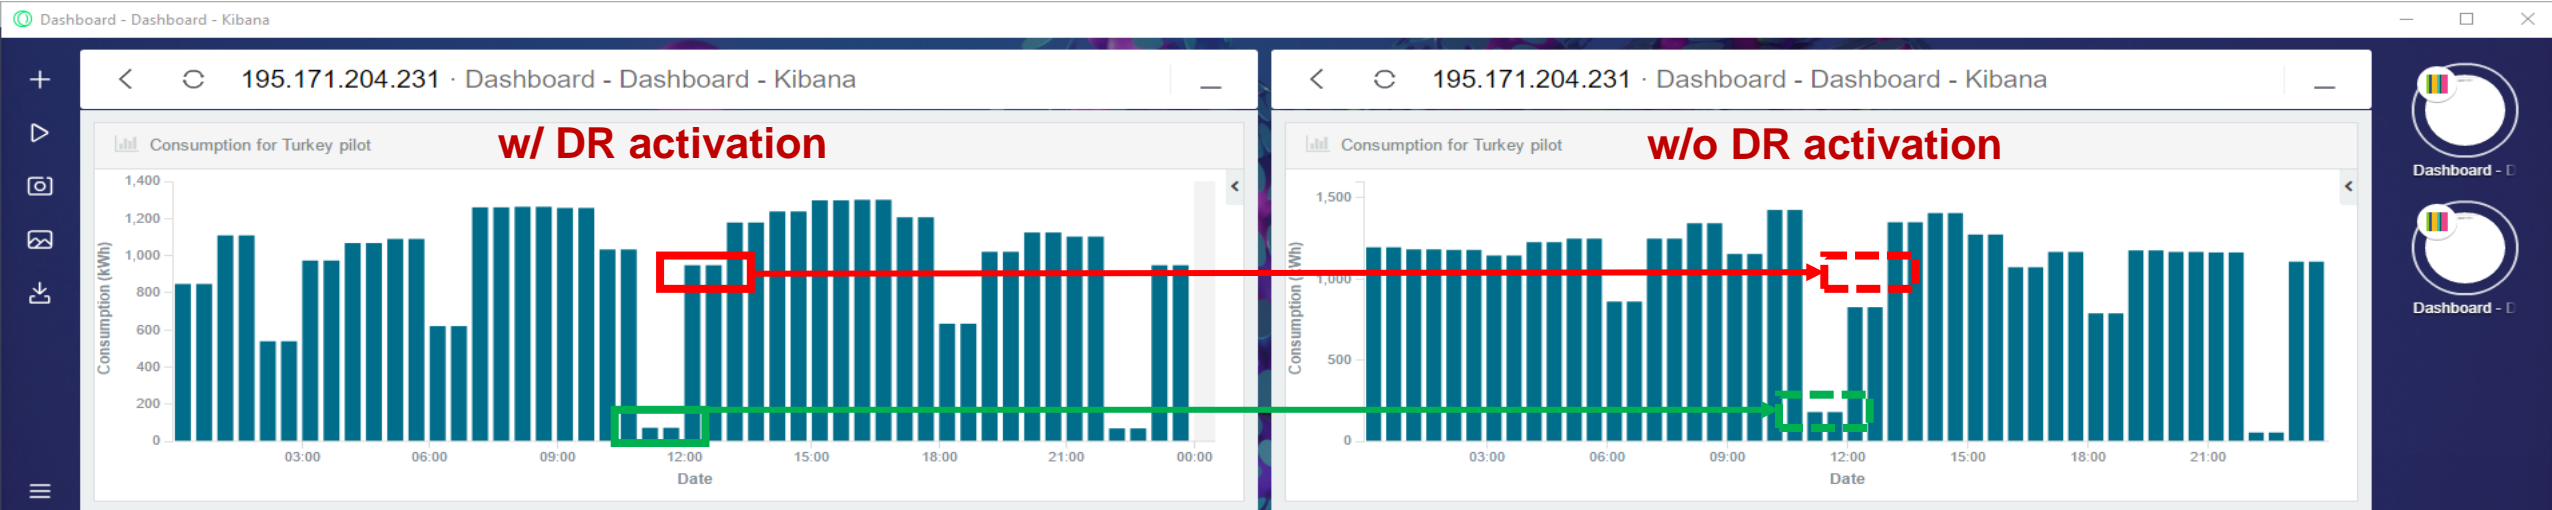 Dashboard - Dashboard - Kibana
195.171.204.231 · Dashboard - Dashboard - Kibana
Consumption for Turkey pilot
w/ DR activation
1,400
1,200
1,000
800
600
400
200
0
Consumption (kWh)
03:00 06:00 09:00 12:00 15:00 18:00 21:00 00:00
Date
195.171.204.231 · Dashboard - Dashboard - Kibana
Consumption for Turkey pilot
w/o DR activation
1,500
1,000
500
0
Consumption (kWh)
03:00 06:00 09:00 12:00 15:00 18:00 21:00
Date
Dashboard - D
Dashboard - D